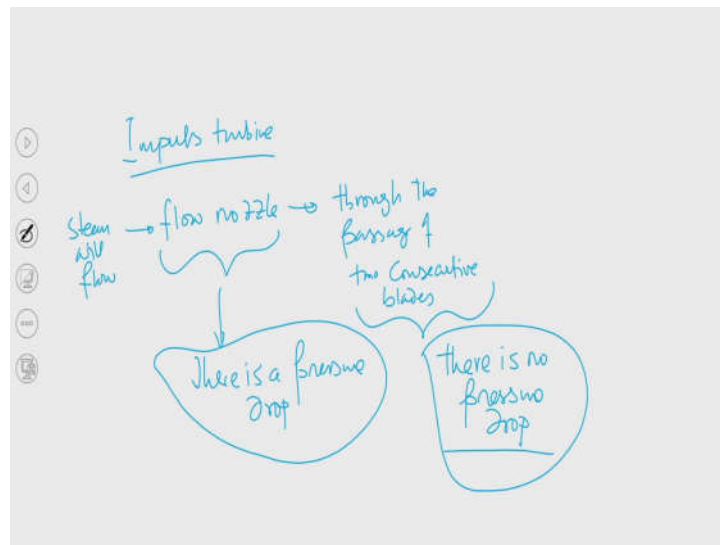 Impuls turbine
steam will flow → flow nozzle → through the passage of two Consecutive blades
There is a pressure drop
there is no pressure drop